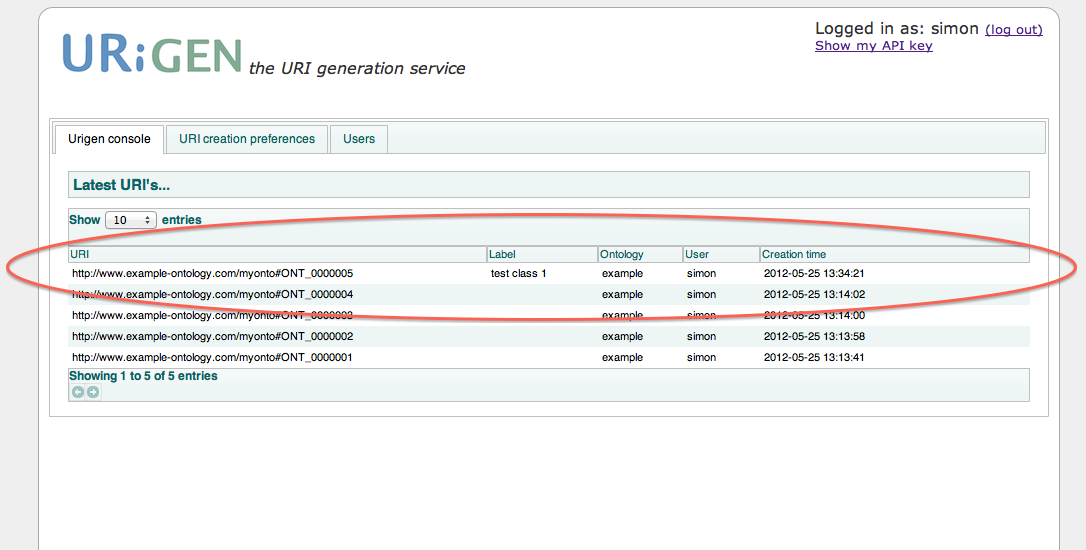 URiGEN the URI generation service
Logged in as: simon (log out)
Show my API key
Urigen console URI creation preferences Users
Latest URI's...
Show 10 entries
URI Label Ontology User Creation time
http://www.example-ontology.com/myonto#ONT_0000005 test class 1 example simon 2012-05-25 13:34:21
http://www.example-ontology.com/myonto#ONT_0000004 example simon 2012-05-25 13:14:02
http://www.example-ontology.com/myonto#ONT_0000003 example simon 2012-05-25 13:14:00
http://www.example-ontology.com/myonto#ONT_0000002 example simon 2012-05-25 13:13:58
http://www.example-ontology.com/myonto#ONT_0000001 example simon 2012-05-25 13:13:41
Showing 1 to 5 of 5 entries